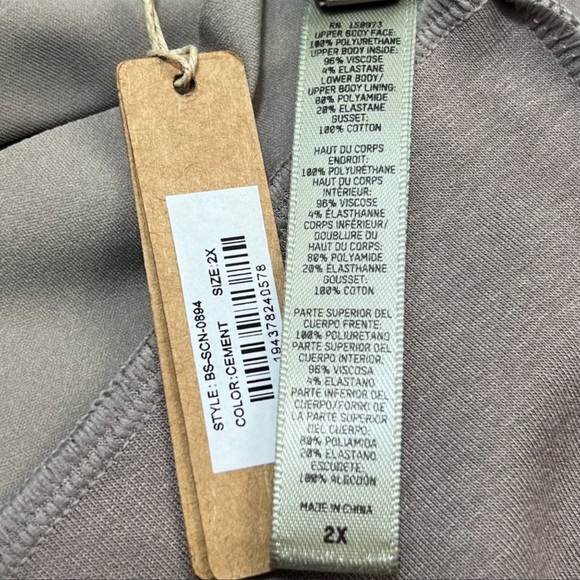 STYLE: BS-SCN-0894
COLOR:CEMENT SIZE:2X
194378240578
RN 150973
UPPER BODY FACE:
100% POLYURETHANE
UPPER BODY INSIDE:
96% VISCOSE
4% ELASTANE
LOWER BODY/
UPPER BODY LINING:
80% POLYAMIDE
20% ELASTANE
GUSSET:
100% COTTON
HAUT DU CORPS
ENDROIT:
100% POLYURÉTHANE
HAUT DU CORPS
INTÉRIEUR:
96% VISCOSE
4% ÉLASTHANNE
CORPS INFÉRIEUR/
DOUBLURE DU
HAUT DU CORPS:
80% POLYAMIDE
20% ÉLASTHANNE
GOUSSET:
100% COTON
PARTE SUPERIOR DEL
CUERPO FRENTE:
100% POLIURETANO
PARTE SUPERIOR DEL
CUERPO INTERIOR:
96% VISCOSA
4% ELASTANO
PARTE INFERIOR DEL
CUERPO/FORRO DE
LA PARTE SUPERIOR
DEL CUERPO:
80% POLIAMIDA
20% ELASTANO
ESCUDETE:
100% ALGODON
MADE IN CHINA
2X